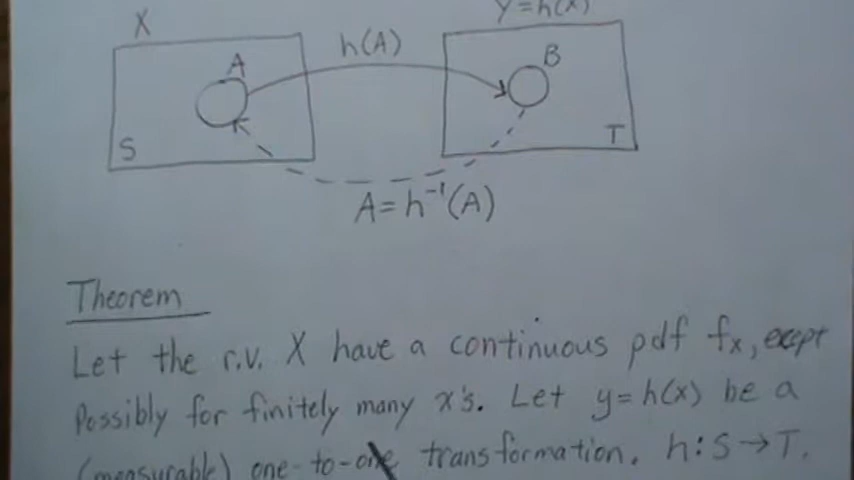 X
Y=h(X)
A
h(A)
B
S
T
A=h⁻¹(A)
Theorem
Let the r.v. X have a continuous pdf fₓ, except
possibly for finitely many x's. Let y=h(x) be a
(measurable) one-to-one transformation. h:S→T.